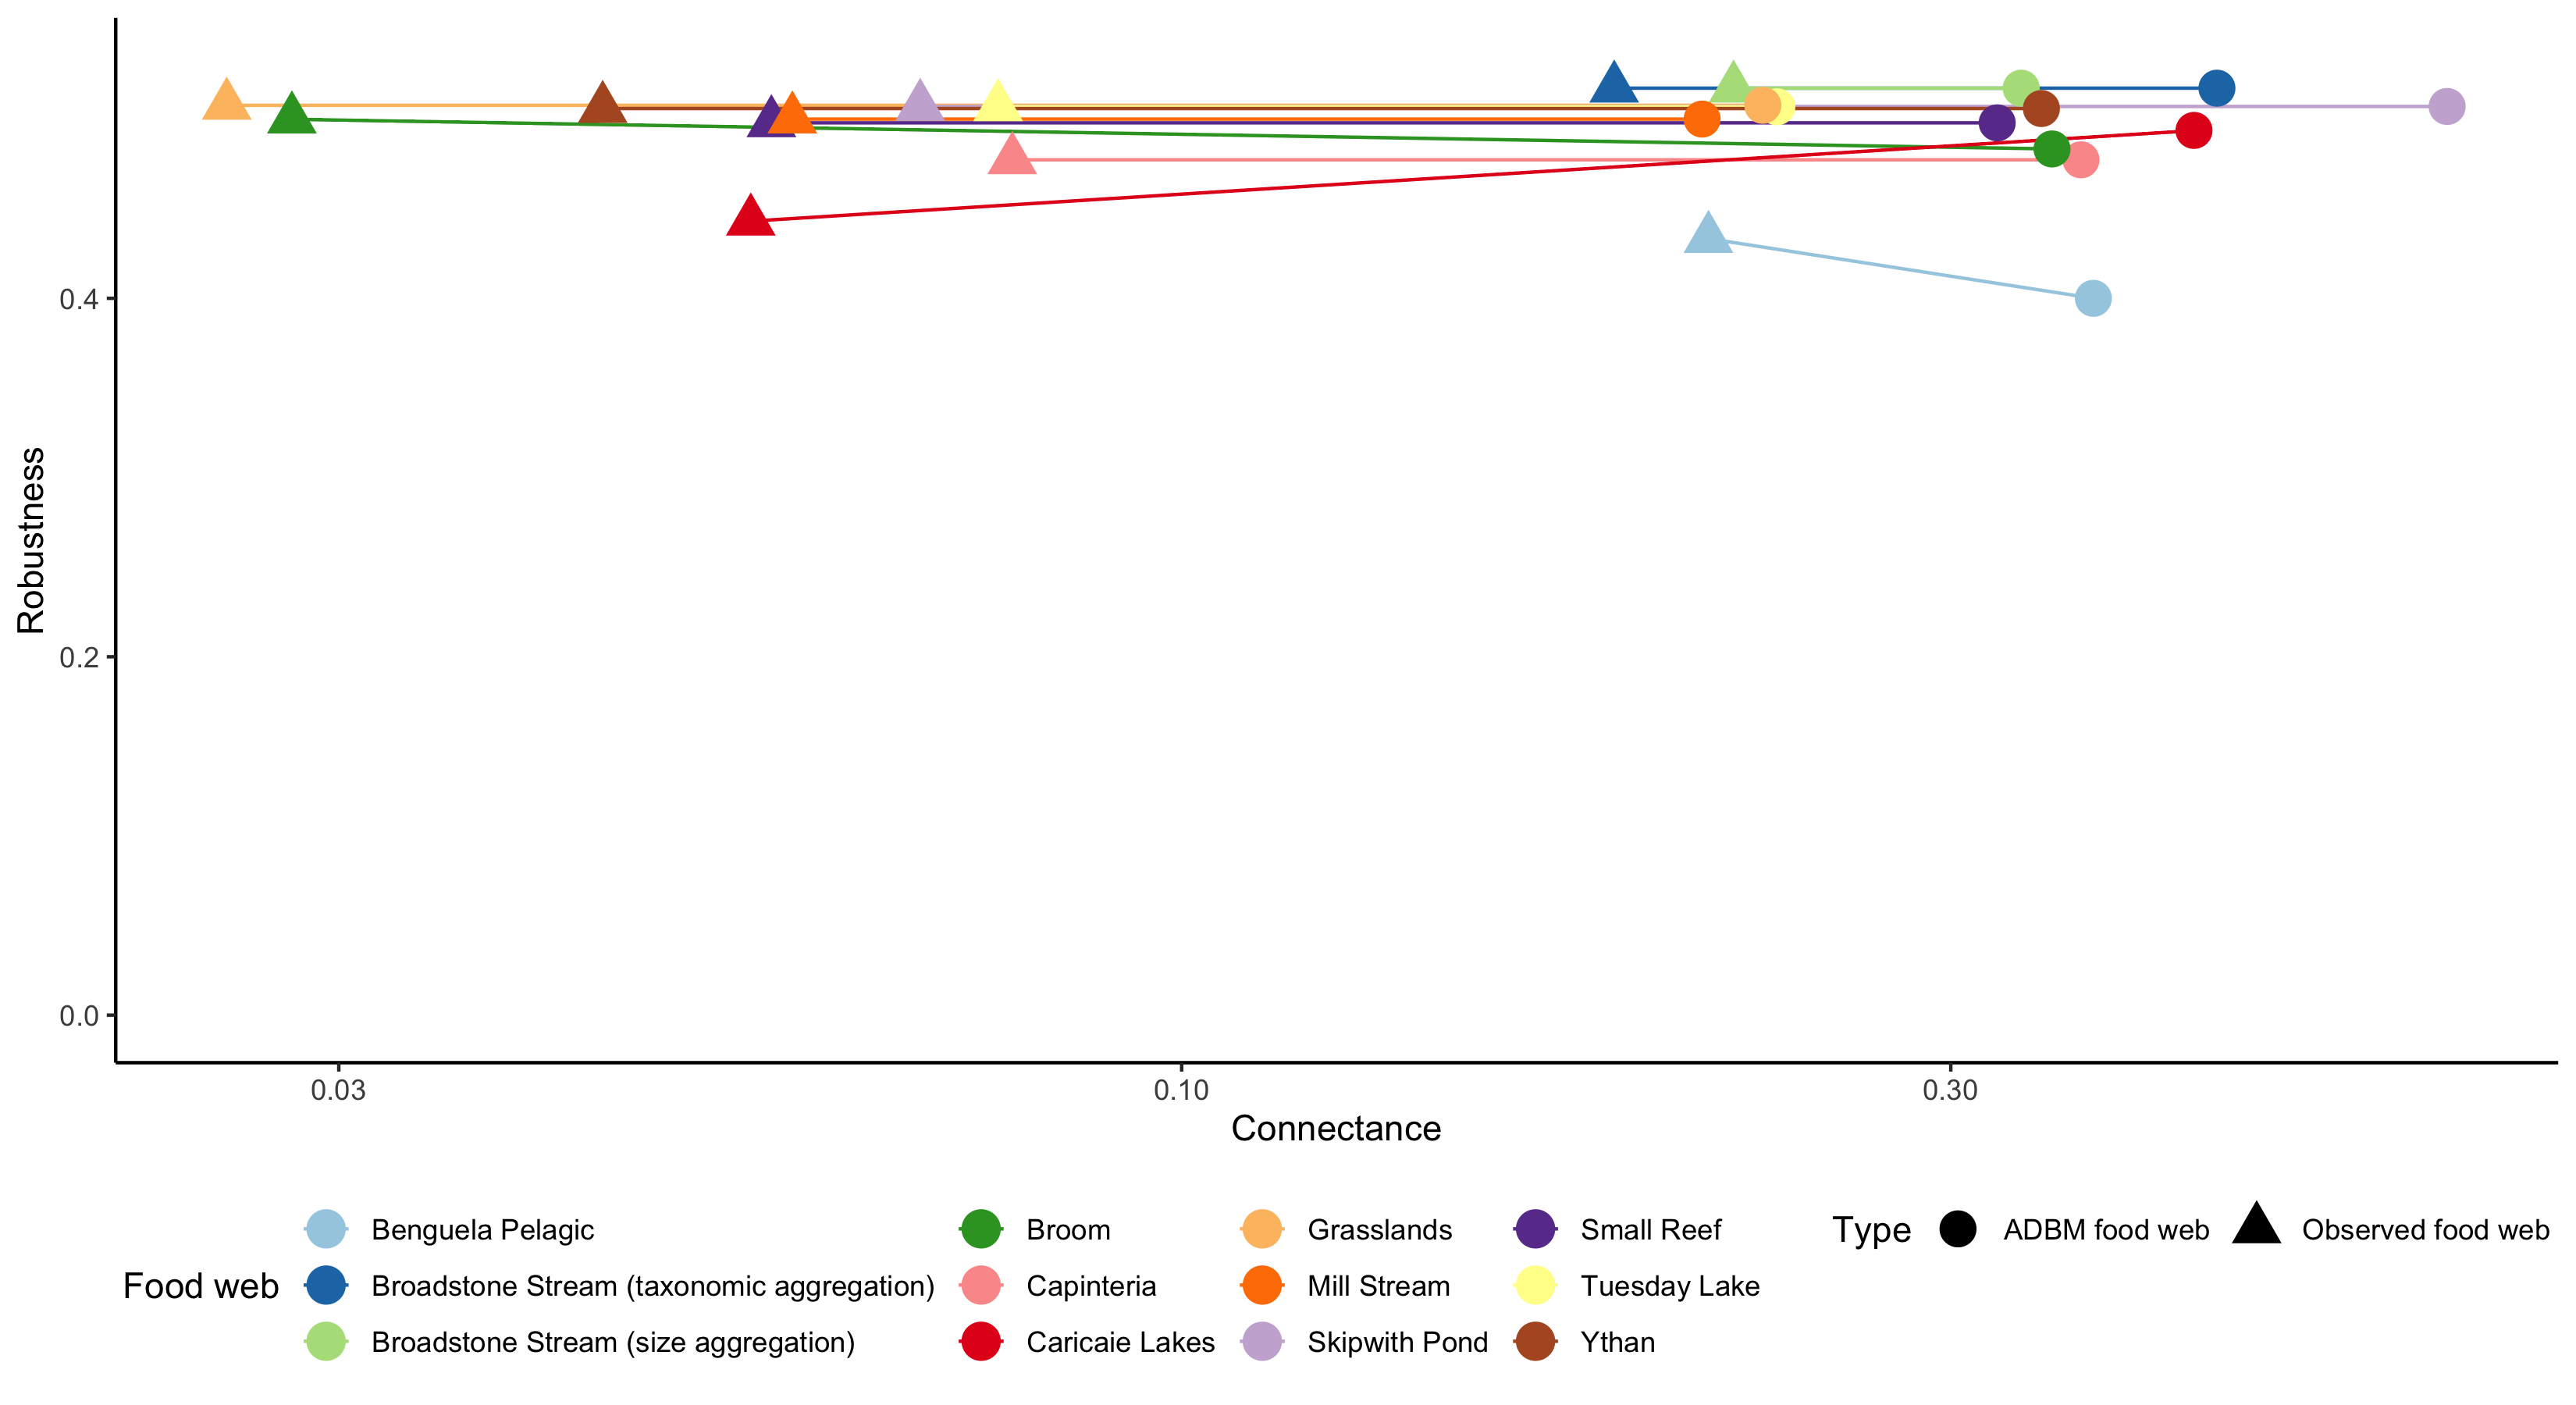 0.4
0.2
0.0
Robustness
0.03 0.10 0.30
Connectance
Food web
Benguela Pelagic
Broadstone Stream (taxonomic aggregation)
Broadstone Stream (size aggregation)
Broom
Capinteria
Caricaie Lakes
Grasslands
Mill Stream
Skipwith Pond
Small Reef
Tuesday Lake
Ythan
Type
ADBM food web
Observed food web